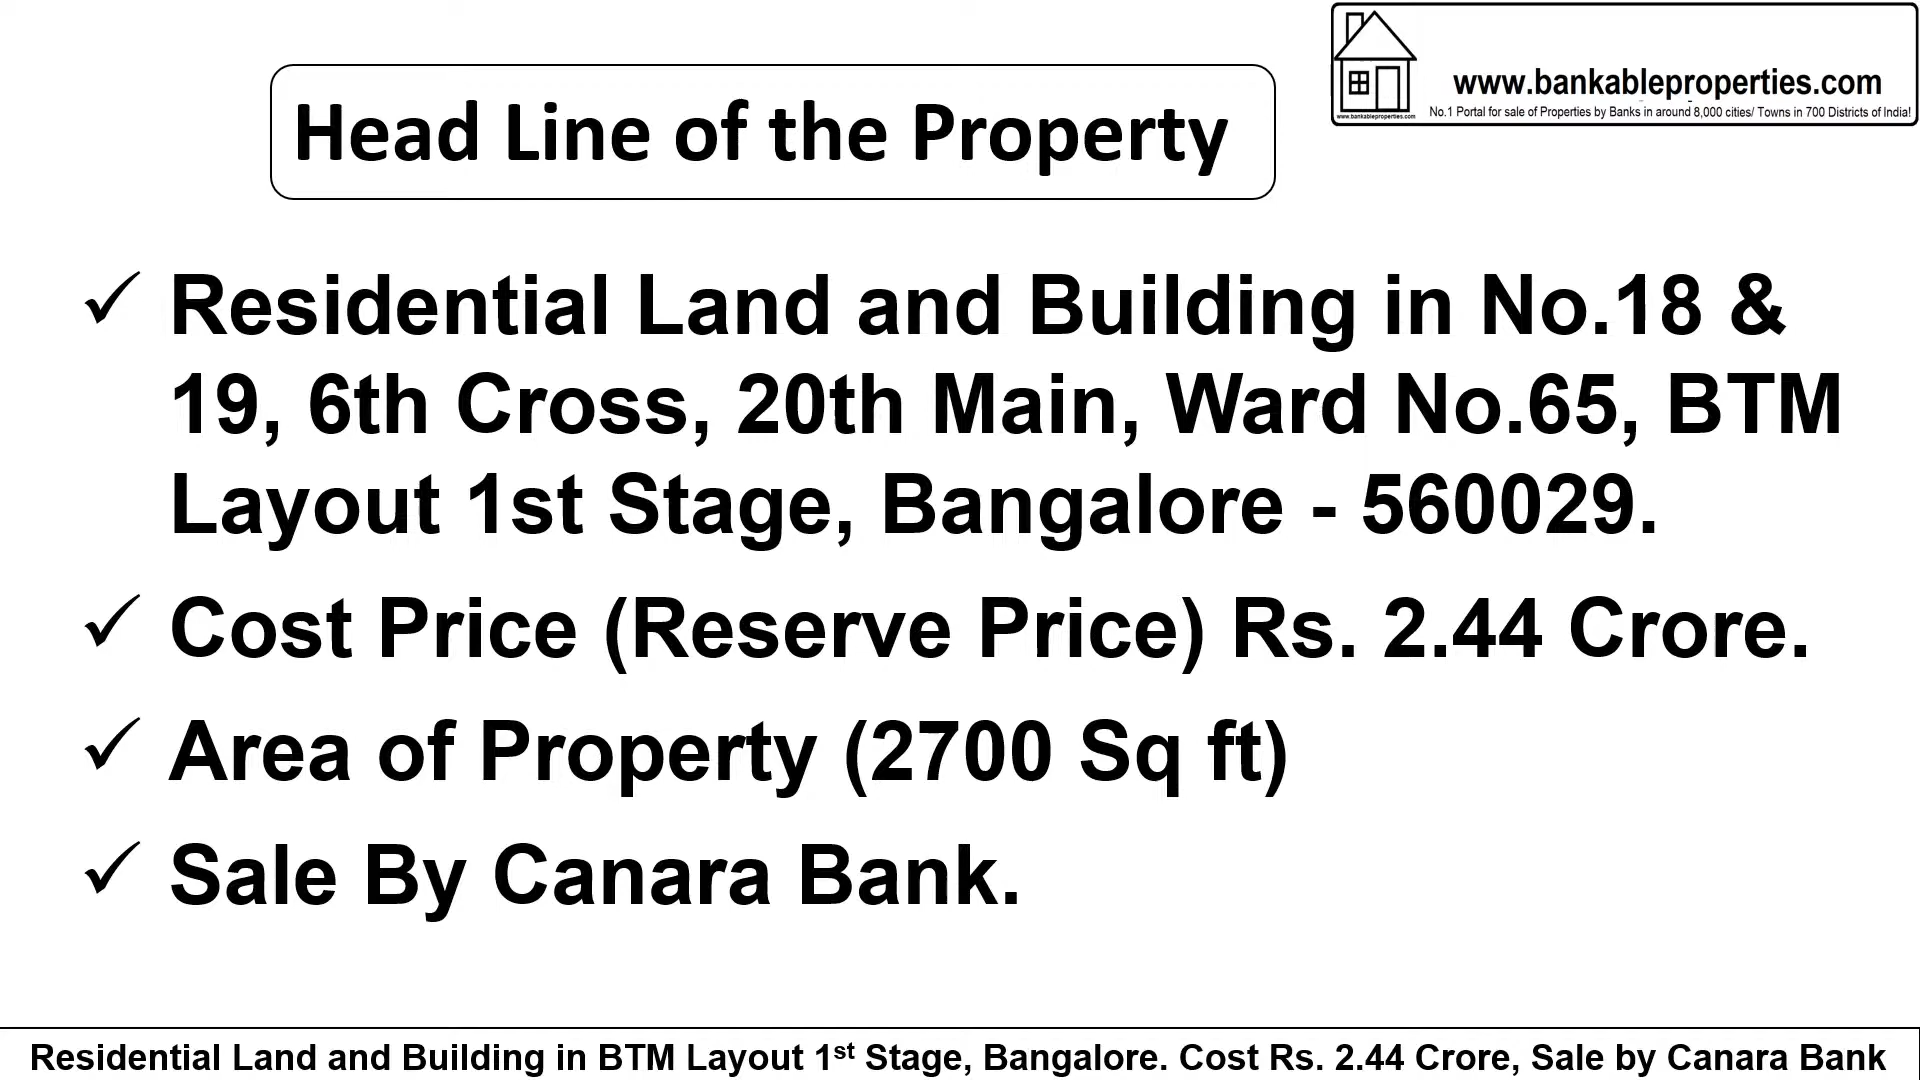 www.bankableproperties.com
No.1 Portal for sale of Properties by Banks in around 8,000 cities/ Towns in 700 Districts of India!
www.bankableproperties.com
Head Line of the Property
✓ Residential Land and Building in No.18 &
19, 6th Cross, 20th Main, Ward No.65, BTM
Layout 1st Stage, Bangalore - 560029.
✓ Cost Price (Reserve Price) Rs. 2.44 Crore.
✓ Area of Property (2700 Sq ft)
✓ Sale By Canara Bank.
Residential Land and Building in BTM Layout 1st Stage, Bangalore. Cost Rs. 2.44 Crore, Sale by Canara Bank